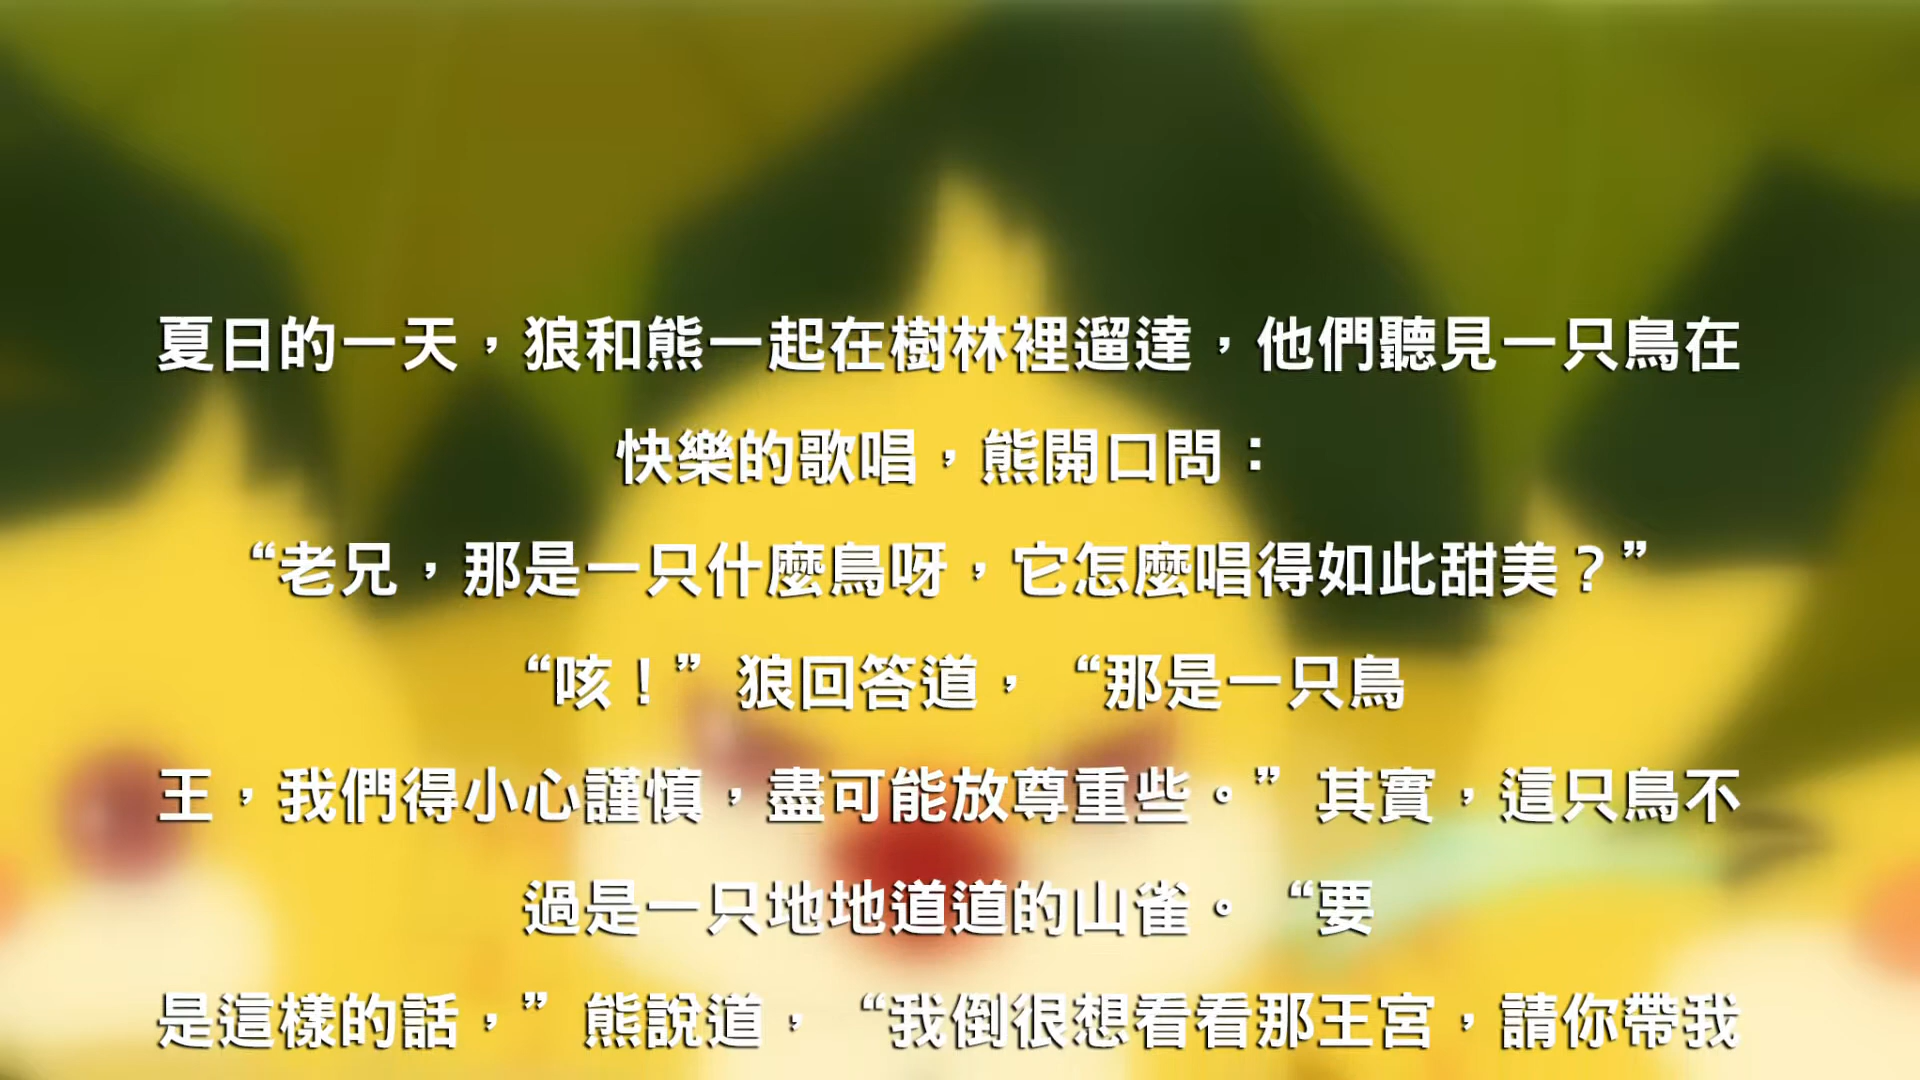 夏日的一天，狼和熊一起在樹林裡遛達，他們聽見一只鳥在
快樂的歌唱，熊開口問：
“老兄，那是一只什麼鳥呀，它怎麼唱得如此甜美？”
“咳！”狼回答道，“那是一只鳥
王，我們得小心謹慎，盡可能放尊重些。”其實，這只鳥不
過是一只地地道道的山雀。“要
是這樣的話，”熊說道，“我倒很想看看那王宮，請你帶我